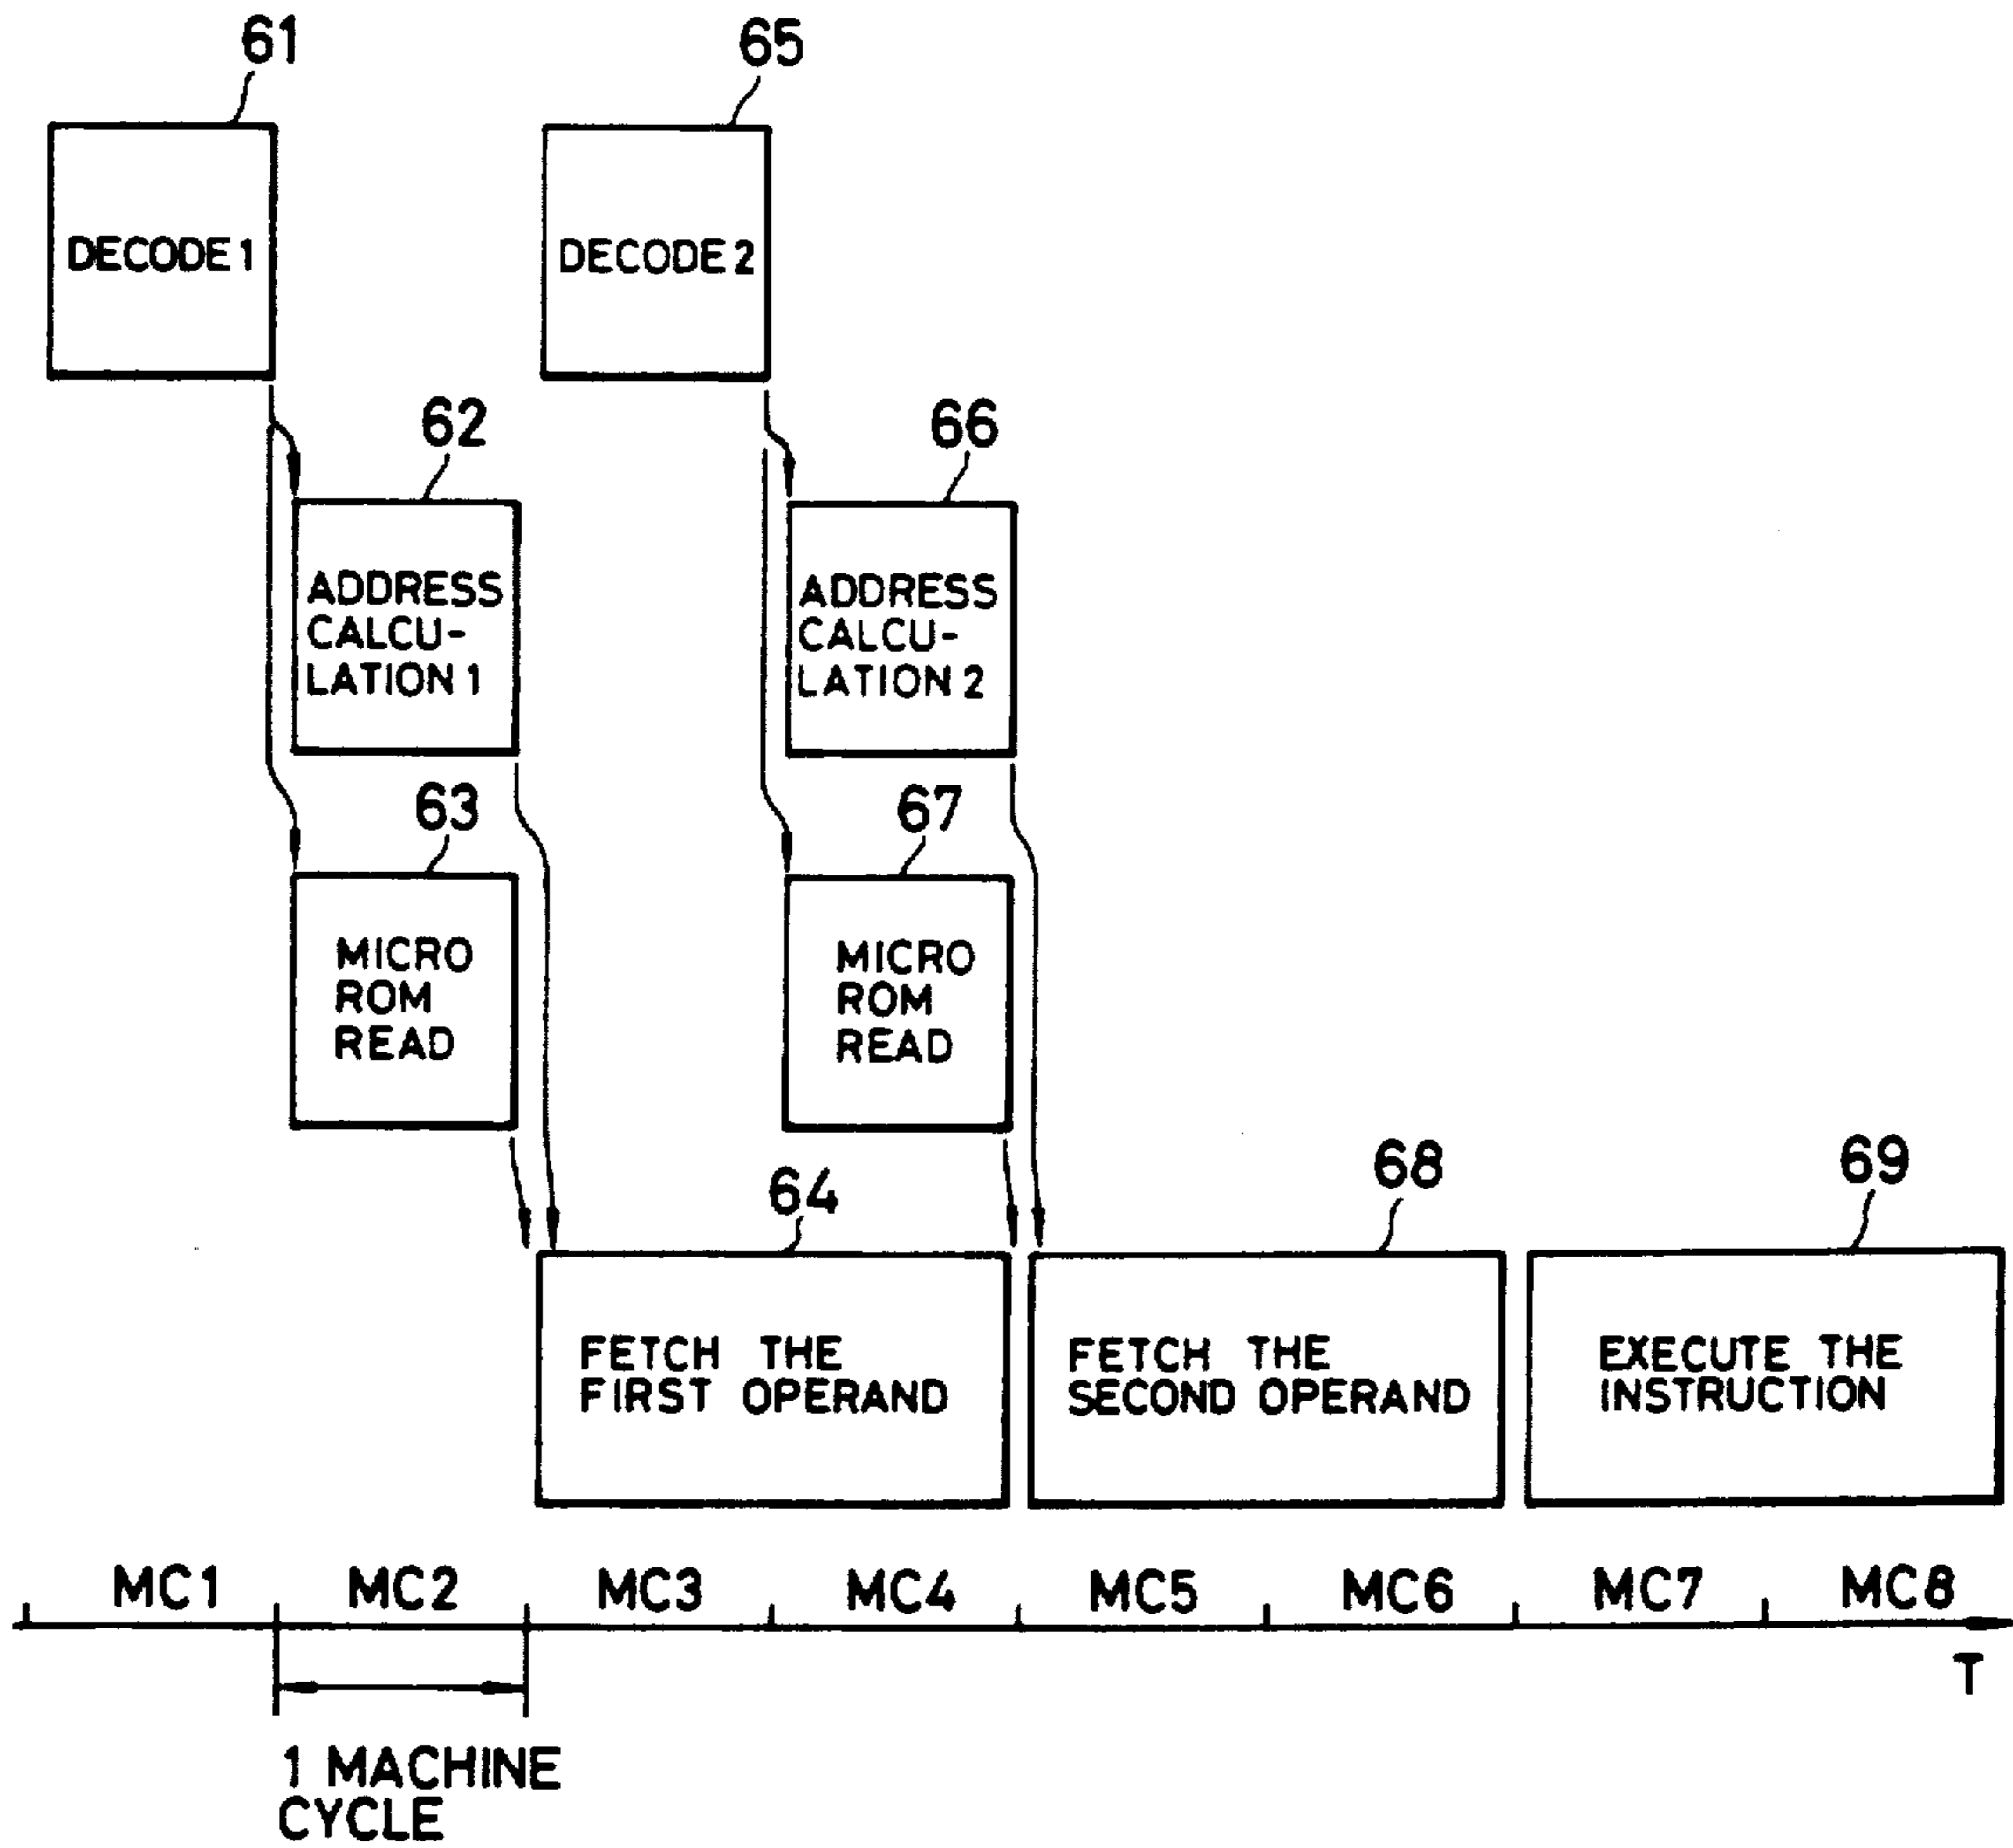 61
65
DECODE 1
DECODE 2
62
66
ADDRESS
CALCU-
LATION 1
ADDRESS
CALCU-
LATION 2
63
67
MICRO
ROM
READ
MICRO
ROM
READ
64
68
69
FETCH THE
FIRST OPERAND
FETCH THE
SECOND OPERAND
EXECUTE THE
INSTRUCTION
MC1 MC2 MC3 MC4 MC5 MC6 MC7 MC8
T
1 MACHINE
CYCLE